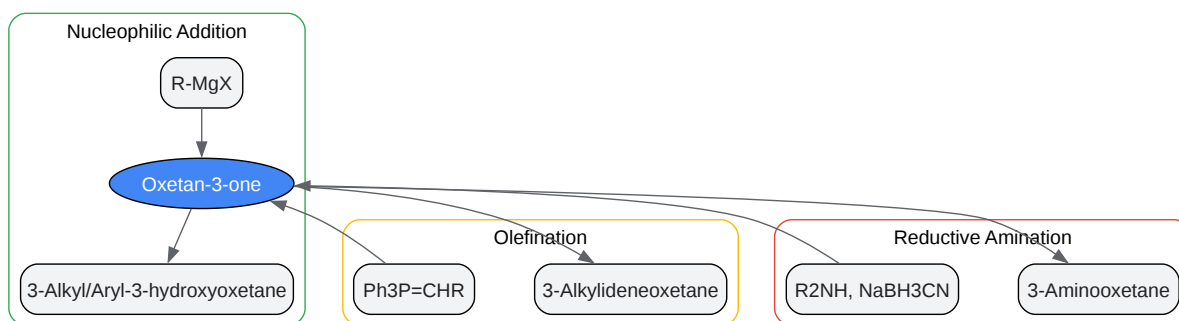 Nucleophilic Addition
R-MgX
Oxetan-3-one
3-Alkyl/Aryl-3-hydroxyoxetane
Olefination
Ph3P=CHR
3-Alkylideneoxetane
Reductive Amination
R2NH, NaBH3CN
3-Aminooxetane